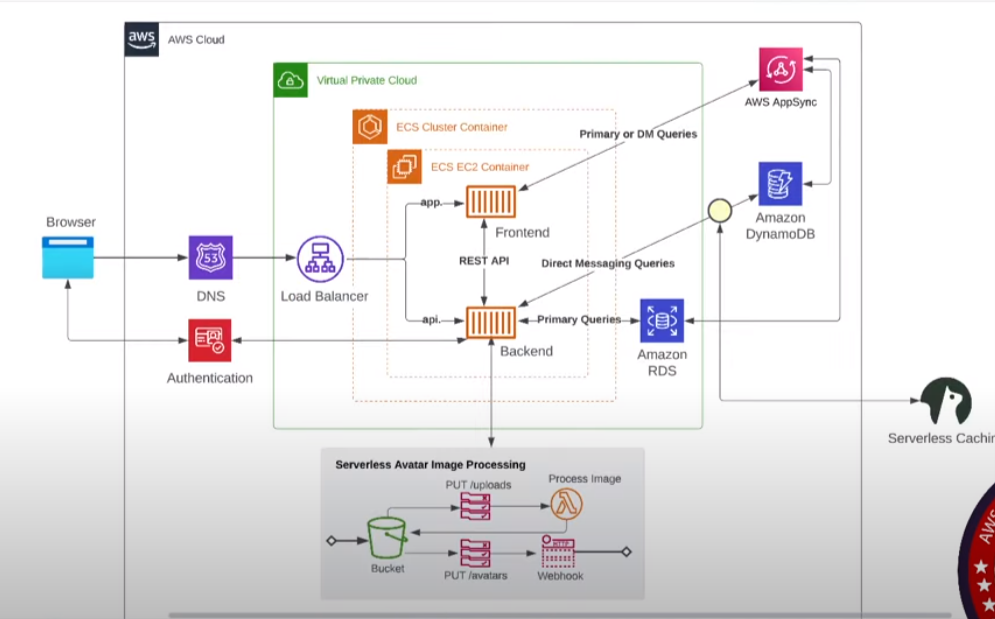 aws
AWS Cloud
Virtual Private Cloud
ECS Cluster Container
ECS EC2 Container
AWS AppSync
Primary or DM Queries
app.
Frontend
Amazon
DynamoDB
Browser
53
DNS
Load Balancer
REST API
Direct Messaging Queries
api.
Primary Queries
Backend
Amazon
RDS
Authentication
Serverless
Serverless Avatar Image Processing
PUT /uploads
Process Image
Bucket
PUT /avatars
HTTP
Webhook
AWS